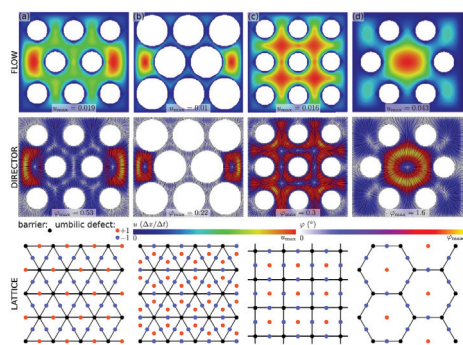 (a) (b) (c) (d)
FLOW
u_max = 0.019 u_max = 0.01 u_max = 0.016 u_max = 0.043
DIRECTOR
φ_max = 0.53 φ_max = 0.22 φ_max = 0.3 φ_max = 1.6
barrier: umbilic defect: +1 u (Δx/Δt) φ (°)
-1 0 u_max 0 φ_max
LATTICE